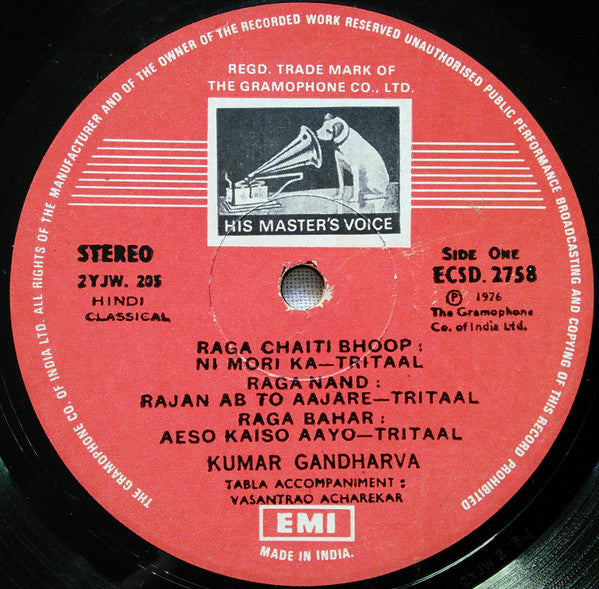 THE GRAMOPHONE CO. OF INDIA LTD. ALL RIGHTS OF THE MANUFACTURER AND OF THE OWNER OF THE RECORDED WORK RESERVED UNAUTHORISED PUBLIC PERFORMANCE BROADCASTING AND COPYING OF THIS RECORD PROHIBITED
REGD. TRADE MARK OF
THE GRAMOPHONE CO., LTD.
HIS MASTER'S VOICE
STEREO
2YJW. 205
HINDI
CLASSICAL
SIDE ONE
ECSD. 2758
Ⓟ 1976
The Gramophone
Co. of India Ltd.
RAGA CHAITI BHOOP :
NI MORI KA—TRITAAL
RAGA NAND :
RAJAN AB TO AAJARE—TRITAAL
RAGA BAHAR :
AESO KAISO AAYO—TRITAAL
KUMAR GANDHARVA
TABLA ACCOMPANIMENT :
VASANTRAO ACHAREKAR
EMI
MADE IN INDIA.